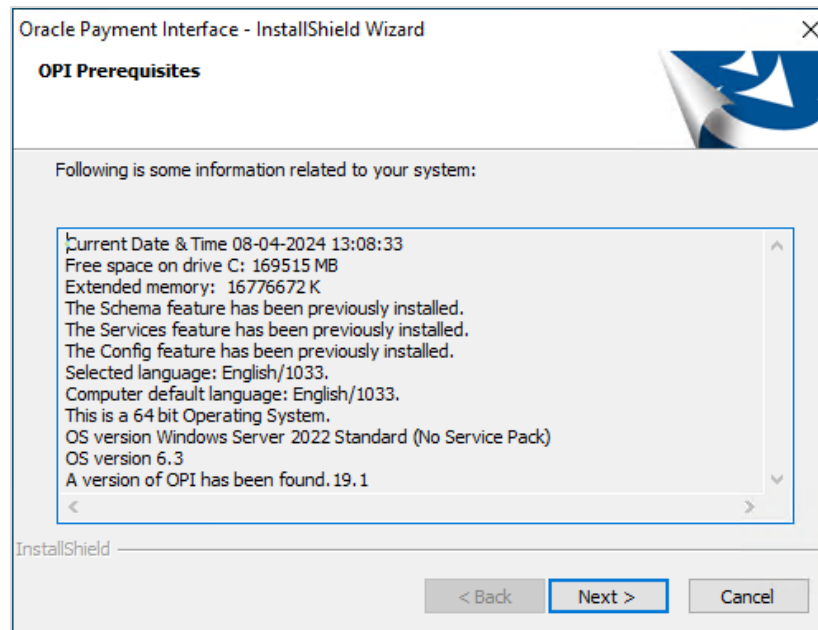 Oracle Payment Interface - InstallShield Wizard
OPI Prerequisites
Following is some information related to your system:
Current Date & Time 08-04-2024 13:08:33
Free space on drive C: 169515 MB
Extended memory:  16776672 K
The Schema feature has been previously installed.
The Services feature has been previously installed.
The Config feature has been previously installed.
Selected language: English/1033.
Computer default language: English/1033.
This is a 64 bit Operating System.
OS version Windows Server 2022 Standard (No Service Pack)
OS version 6.3
A version of OPI has been found.19.1
InstallShield
< Back Next > Cancel